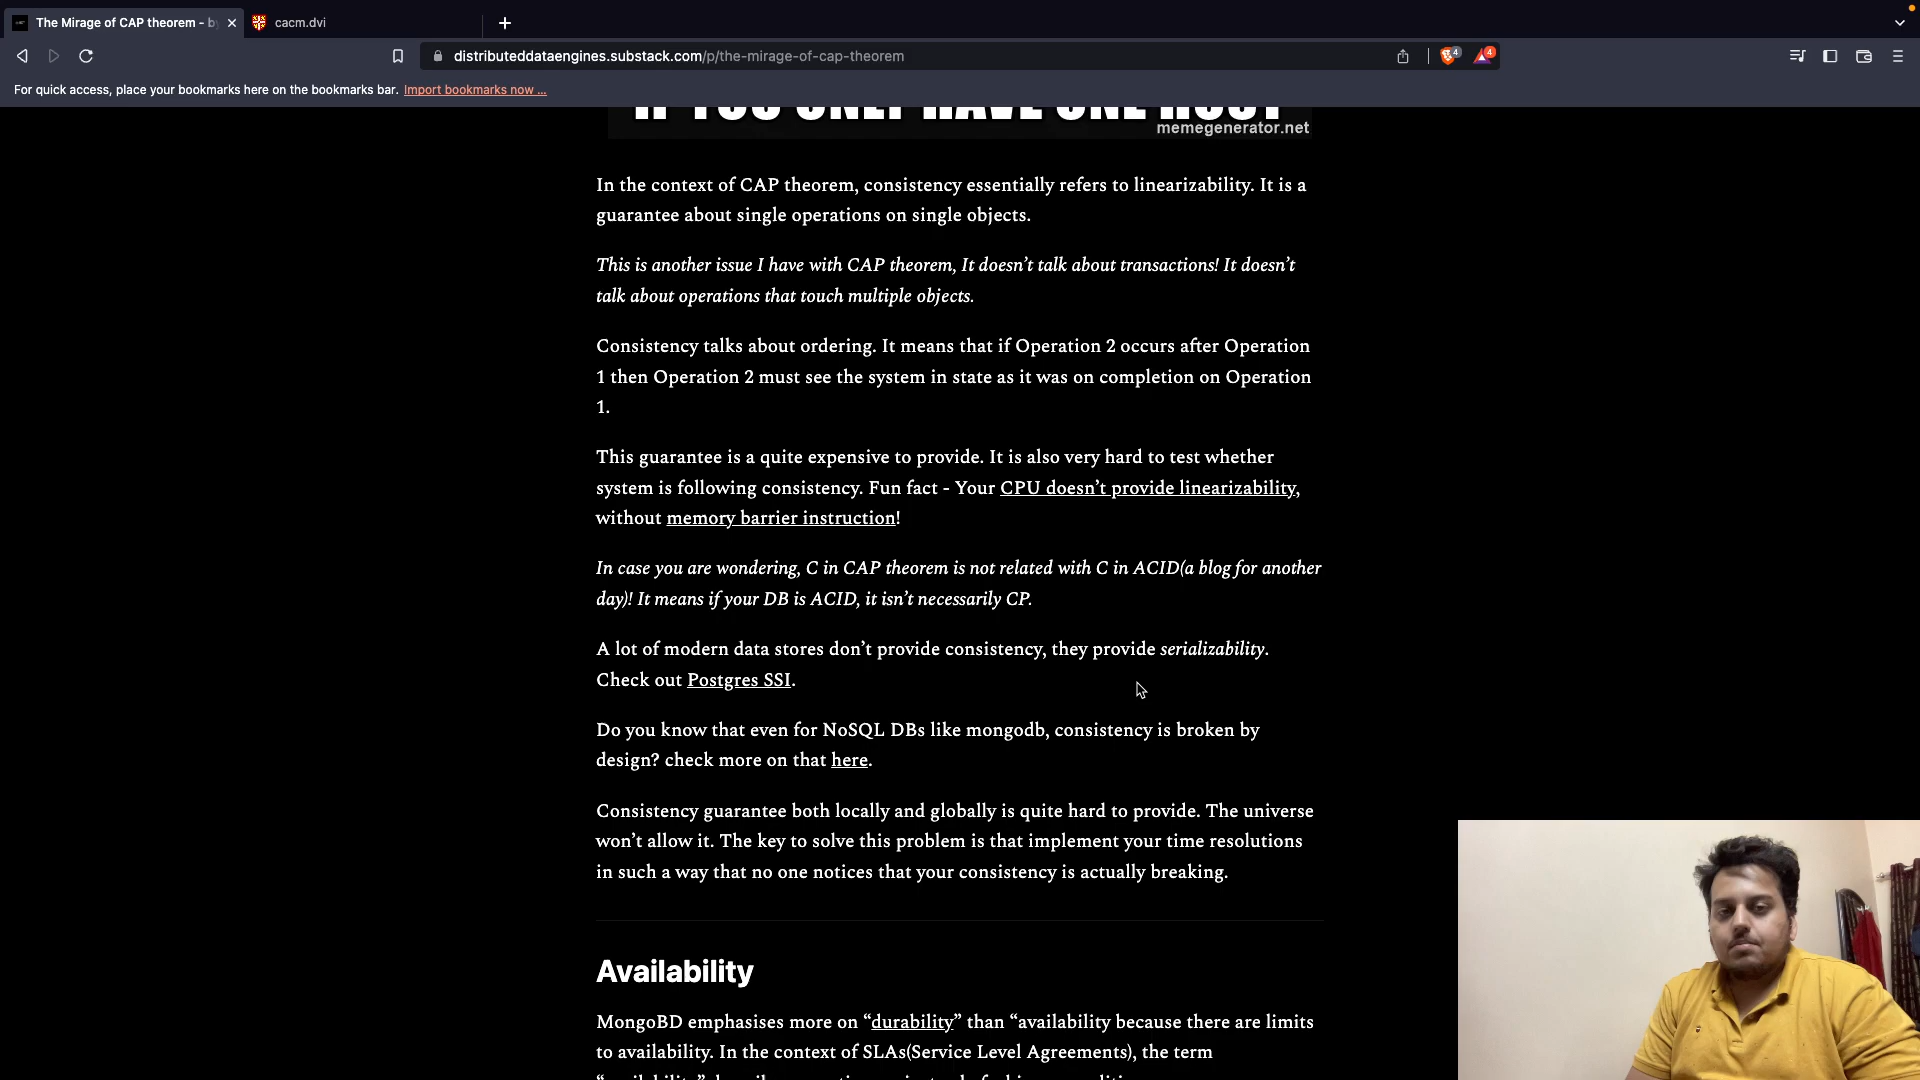 The Mirage of CAP theorem - by
cacm.dvi
distributeddataengines.substack.com/p/the-mirage-of-cap-theorem
4
4
For quick access, place your bookmarks here on the bookmarks bar. Import bookmarks now ...
IF YOU ONLY HAVE ONE HOST
memegenerator.net
In the context of CAP theorem, consistency essentially refers to linearizability. It is a
guarantee about single operations on single objects.
This is another issue I have with CAP theorem, It doesn’t talk about transactions! It doesn’t
talk about operations that touch multiple objects.
Consistency talks about ordering. It means that if Operation 2 occurs after Operation
1 then Operation 2 must see the system in state as it was on completion on Operation
1.
This guarantee is a quite expensive to provide. It is also very hard to test whether
system is following consistency. Fun fact - Your CPU doesn’t provide linearizability,
without memory barrier instruction!
In case you are wondering, C in CAP theorem is not related with C in ACID(a blog for another
day)! It means if your DB is ACID, it isn’t necessarily CP.
A lot of modern data stores don’t provide consistency, they provide serializability.
Check out Postgres SSI.
Do you know that even for NoSQL DBs like mongodb, consistency is broken by
design? check more on that here.
Consistency guarantee both locally and globally is quite hard to provide. The universe
won’t allow it. The key to solve this problem is that implement your time resolutions
in such a way that no one notices that your consistency is actually breaking.
Availability
MongoBD emphasises more on “durability” than “availability because there are limits
to availability. In the context of SLAs(Service Level Agreements), the term